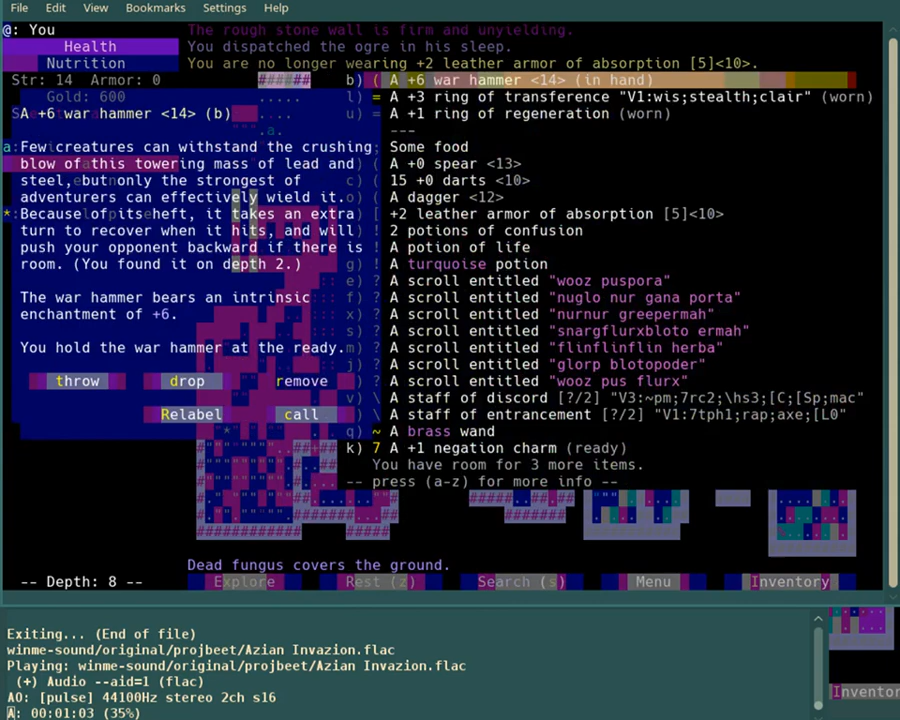 File Edit View Bookmarks Settings Help
@: You
The rough stone wall is firm and unyielding.
Health
You dispatched the ogre in his sleep.
Nutrition
You are no longer wearing +2 leather armor of absorption [5]<10>.
Str: 14 Armor: 0
Gold: 600
A +6 war hammer <14> (b)
Few creatures can withstand the crushing
blow of this towering mass of lead and
steel, but only the strongest of
adventurers can effectively wield it.
Because of its heft, it takes an extra
turn to recover when it hits, and will
push your opponent backward if there is
room. (You found it on depth 2.)
The war hammer bears an intrinsic
enchantment of +6.
You hold the war hammer at the ready.
throw drop remove
Relabel call
b) ( A +6 war hammer <14> (in hand)
l) = A +3 ring of transference "V1:wis;stealth;clair" (worn)
u) = A +1 ring of regeneration (worn)
---
Some food
A +0 spear <13>
c) ( 15 +0 darts <10>
A dagger <12>
[ +2 leather armor of absorption [5]<10>
! 2 potions of confusion
! A potion of life
g) ! A turquoise potion
e) ? A scroll entitled "wooz puspora"
f) ? A scroll entitled "nuglo nur gana porta"
x) ? A scroll entitled "nurnur greepermah"
s) ? A scroll entitled "snargflurxbloto ermah"
m) ? A scroll entitled "flinflinflin herba"
j) ? A scroll entitled "glorp blotopoder"
? A scroll entitled "wooz pus flurx"
v) \ A staff of discord [?/2] "V3:~pm;7rc2;\hs3;[C;[Sp;mac"
\ A staff of entrancement [?/2] "V1:7tph1;rap;axe;[L0"
q) ~ A brass wand
k) 7 A +1 negation charm (ready)
You have room for 3 more items.
-- press (a-z) for more info --
Dead fungus covers the ground.
-- Depth: 8 -- Explore Rest (z) Search (s) Menu Inventory
Exiting... (End of file)
winme-sound/original/projbeet/Azian Invazion.flac
Playing: winme-sound/original/projbeet/Azian Invazion.flac
(+) Audio --aid=1 (flac)
AO: [pulse] 44100Hz stereo 2ch s16
A: 00:01:03 (35%)
Inventor